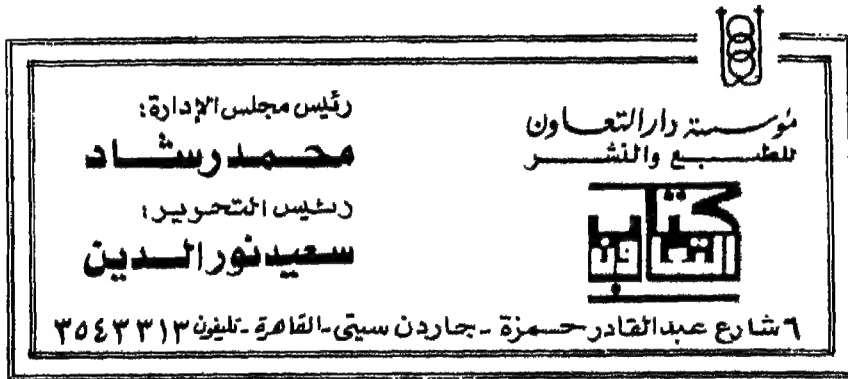 مؤسسة دار التعاون
للطبع والنشر
كتاب
التعاون
رئيس مجلس الإدارة:
محمد رشاد
رئيس التحرير:
سعيد نور الدين
٦ شارع عبد القادر حمزة - جاردن سيتى - القاهرة - تليفون ٣٥٤٣٣١٣